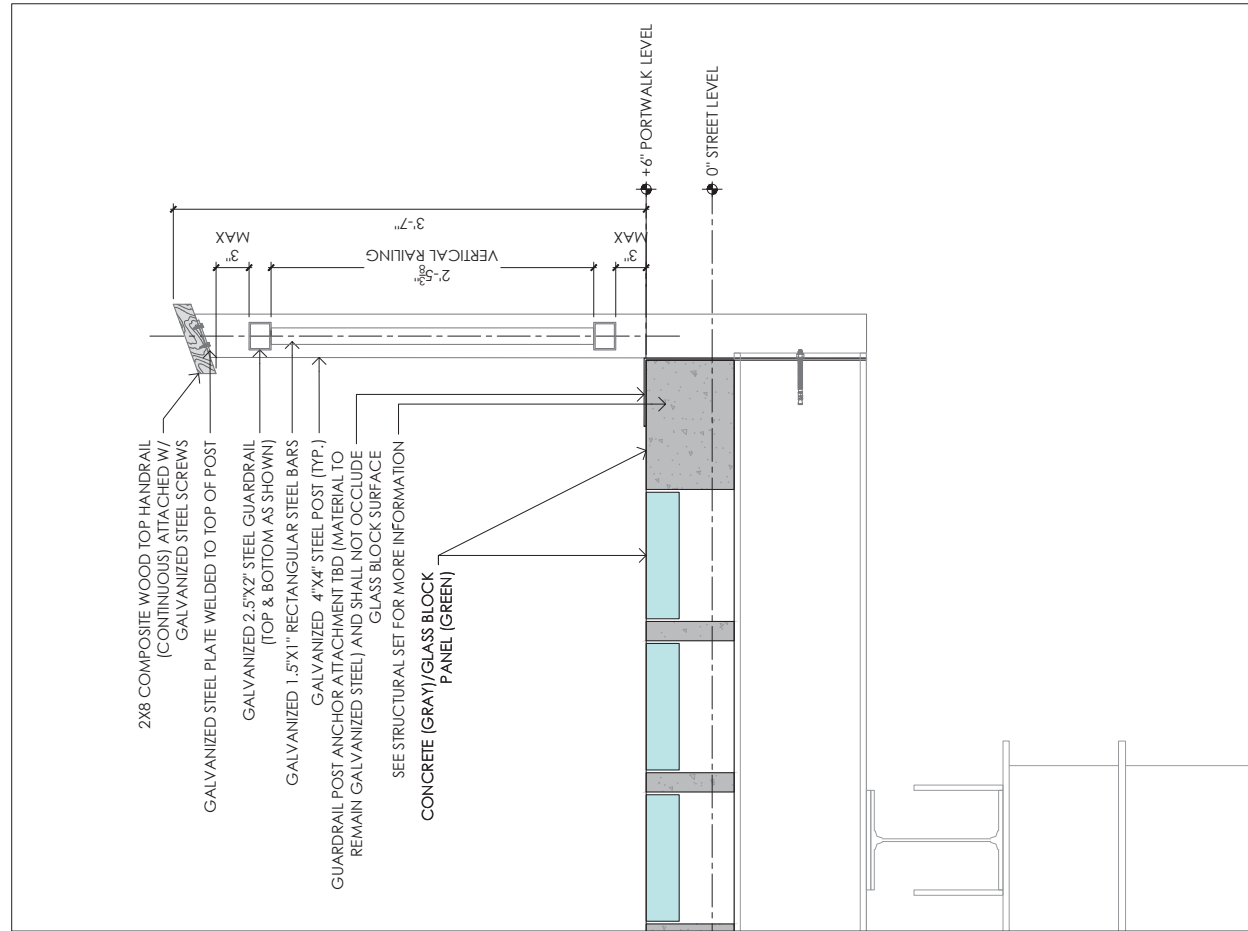 2X8 COMPOSITE WOOD TOP HANDRAIL
(CONTINUOUS) ATTACHED W/
GALVANIZED STEEL SCREWS
GALVANIZED STEEL PLATE WELDED TO TOP OF POST
GALVANIZED 2.5"X2" STEEL GUARDRAIL
(TOP & BOTTOM AS SHOWN)
GALVANIZED 1.5"X1" RECTANGULAR STEEL BARS
GALVANIZED 4"X4" STEEL POST (TYP.)
GUARDRAIL POST ANCHOR ATTACHMENT TBD (MATERIAL TO
REMAIN GALVANIZED STEEL) AND SHALL NOT OCCLUDE
GLASS BLOCK SURFACE
SEE STRUCTURAL SET FOR MORE INFORMATION
CONCRETE (GRAY)/GLASS BLOCK
PANEL (GREEN)
3"
MAX
2'-5 3/8"
VERTICAL RAILING
3"
MAX
3'-7"
+6" PORTWALK LEVEL
0" STREET LEVEL